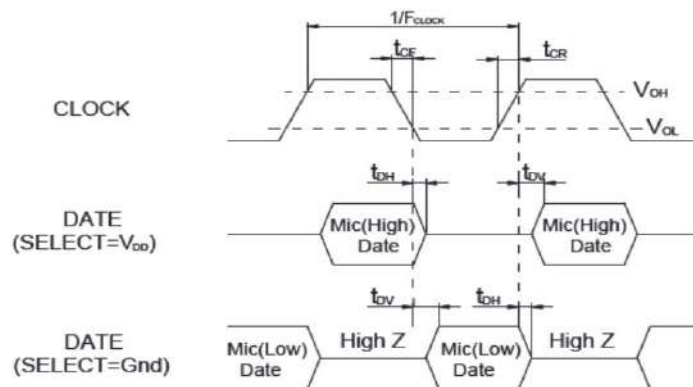 1/FCLOCK
tCF
tCR
CLOCK
VOH
VOL
tDH
tDV
DATE
(SELECT=VDD)
Mic(High)
Date
Mic(High)
Date
tDV
tDH
DATE
(SELECT=Gnd)
Mic(Low)
Date
High Z
Mic(Low)
Date
High Z